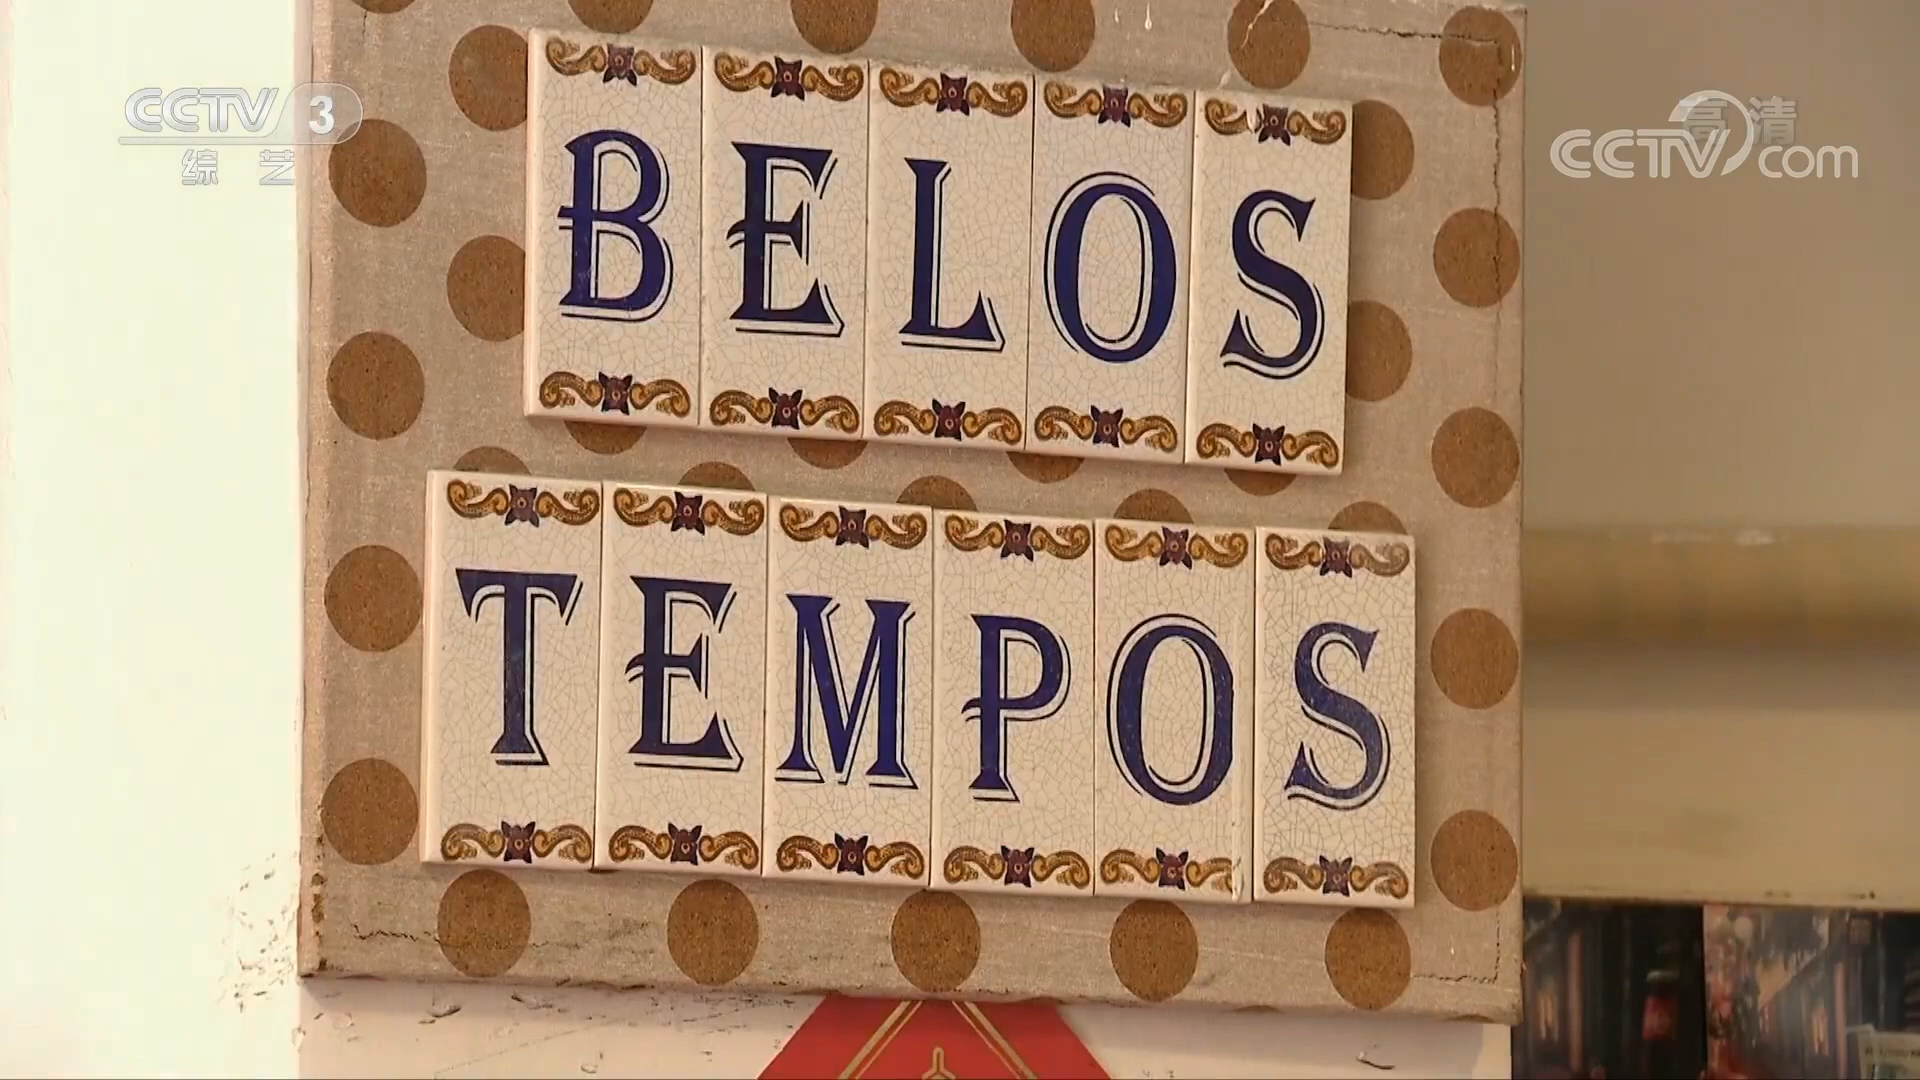 CCTV 3
综艺
高清
CCTV.com
BELOS
TEMPOS